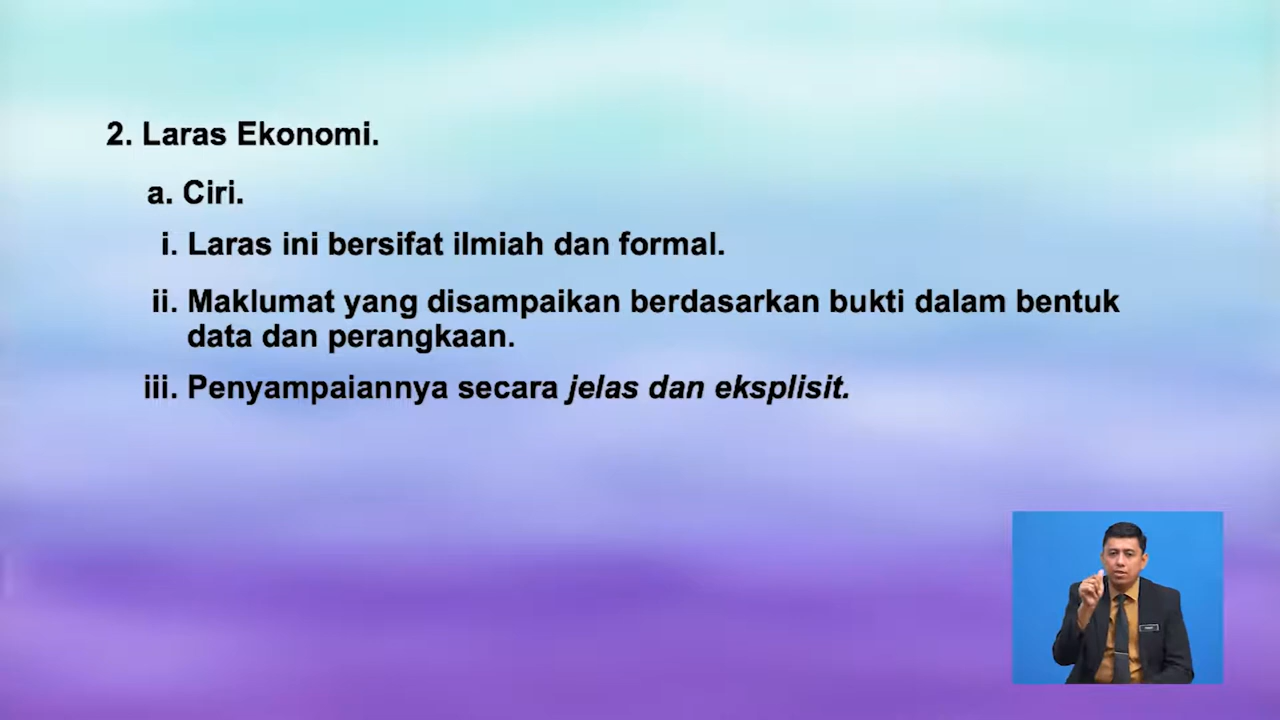 2. Laras Ekonomi.
a. Ciri.
i. Laras ini bersifat ilmiah dan formal.
ii. Maklumat yang disampaikan berdasarkan bukti dalam bentuk
data dan perangkaan.
iii. Penyampaiannya secara jelas dan eksplisit.